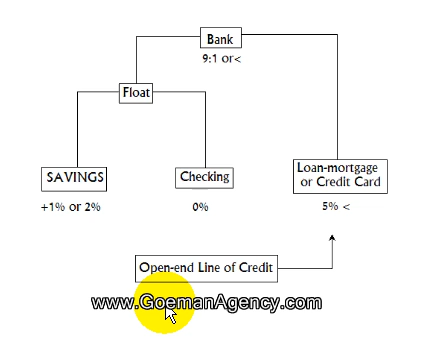 Bank
9:1 or<
Float
SAVINGS
Checking
Loan-mortgage
or Credit Card
+1% or 2%
0%
5% <
Open-end Line of Credit
www.GoemanAgency.com